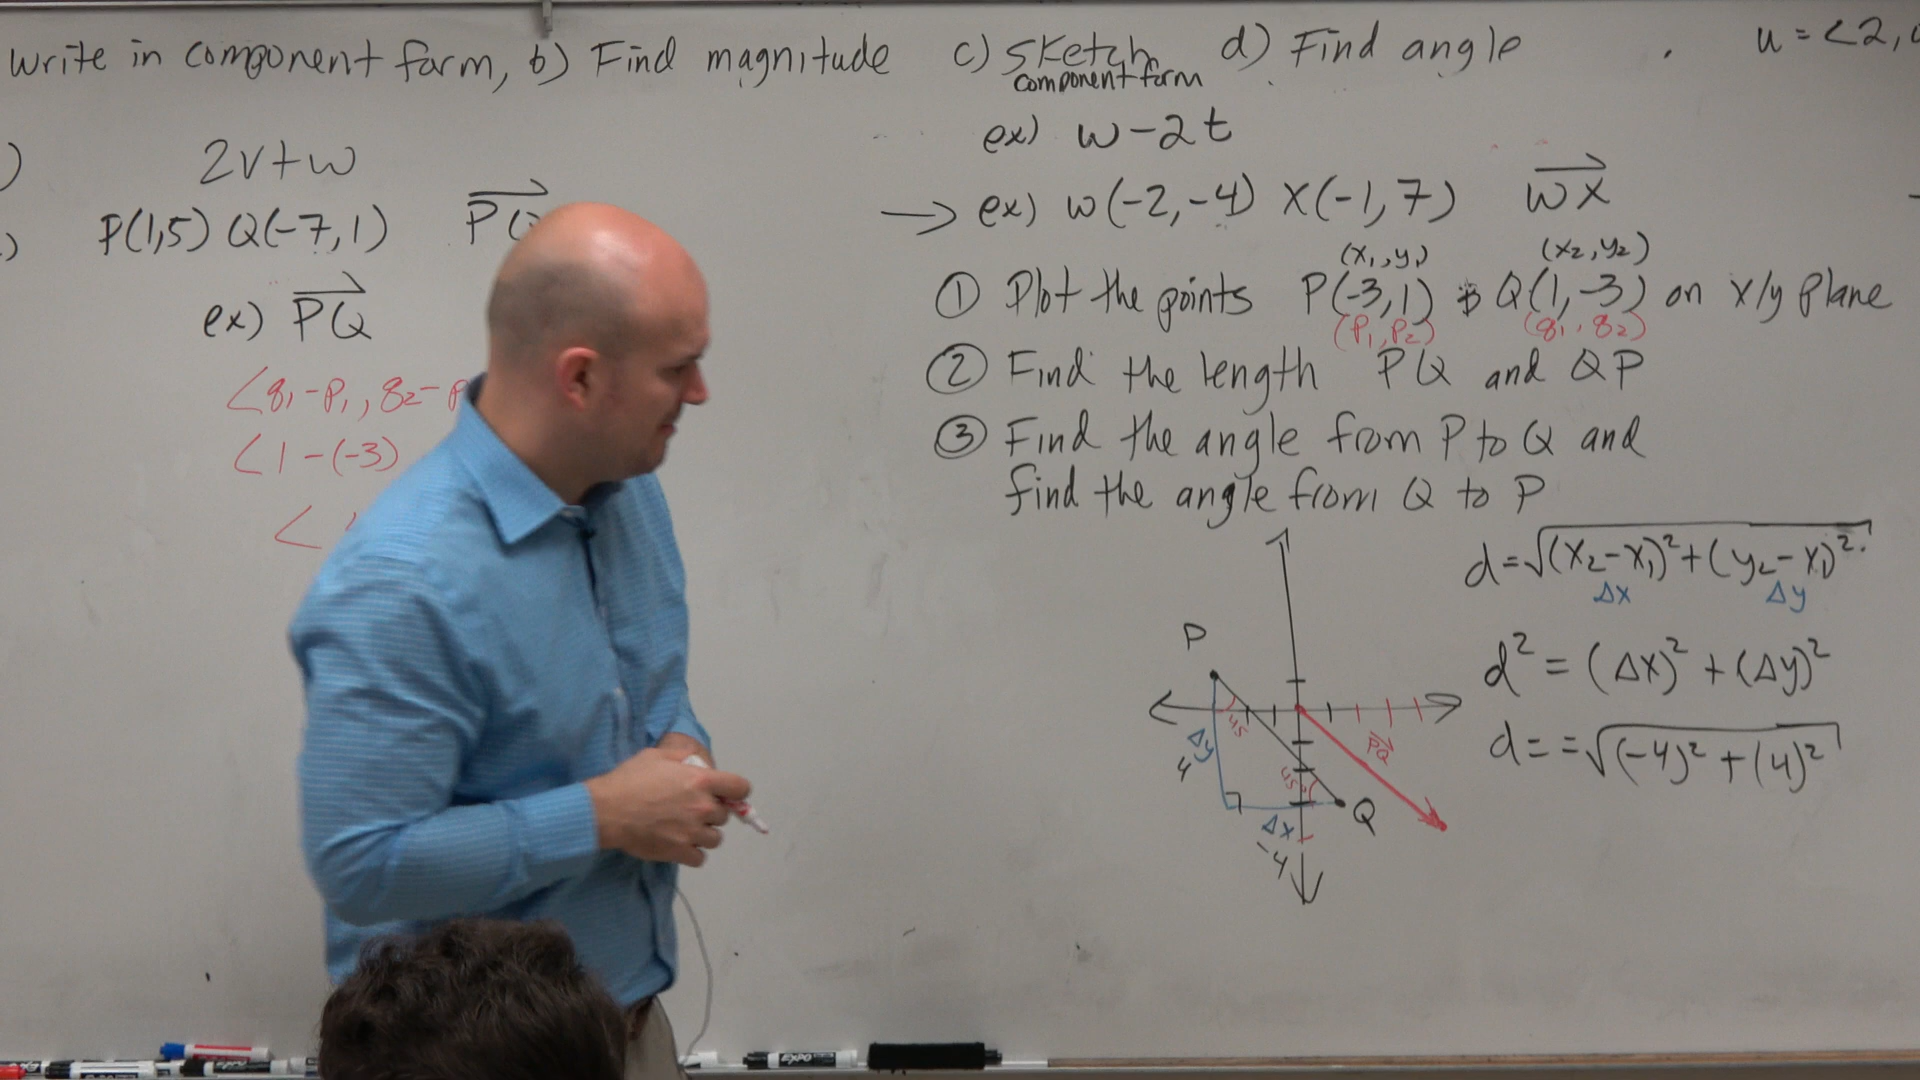 write in component form, b) Find magnitude c) Sketch d) Find angle . u = <2,
component form
)
2v+w
ex) w-2t
P(1,5) Q(-7,1) PQ
→ ex) w(-2,-4) X(-1,7) wx
(x₁,y₁) (x₂,y₂)
① Plot the points P(-3,1) & Q(1,-3) on x/y plane
(P₁,P₂) (q₁,q₂)
ex) PQ
② Find the length PQ and QP
<q₁-P₁, q₂-P
③ Find the angle from P to Q and
<1-(-3)
find the angle from Q to P
<
d=√(x₂-x₁)²+(y₂-x₁)²
Δx Δy
P
d² = (Δx)² + (Δy)²
45
Δy PQ
d= =√(-4)² + (4)²
4 45
Q
Δx
-4
EXPO